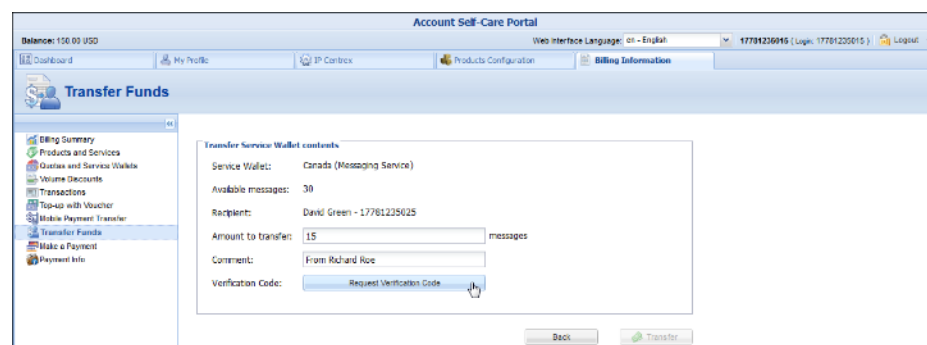 Account Self-Care Portal
Balance: 150.00 USD
Web Interface Language: en - English
17781235015 ( Login: 17781235015 )
Logout
Dashboard
My Profile
IP Centrex
Products Configuration
Billing Information
Transfer Funds
Billing Summary
Products and Services
Quotas and Service Wallets
Volume Discounts
Transactions
Top-up with Voucher
Mobile Payment Transfer
Transfer Funds
Make a Payment
Payment Info
Transfer Service Wallet contents
Service Wallet: Canada (Messaging Service)
Available messages: 30
Recipient: David Green - 17781235025
Amount to transfer: 15 messages
Comment: From Richard Roe
Verification Code: Request Verification Code
Back
Transfer